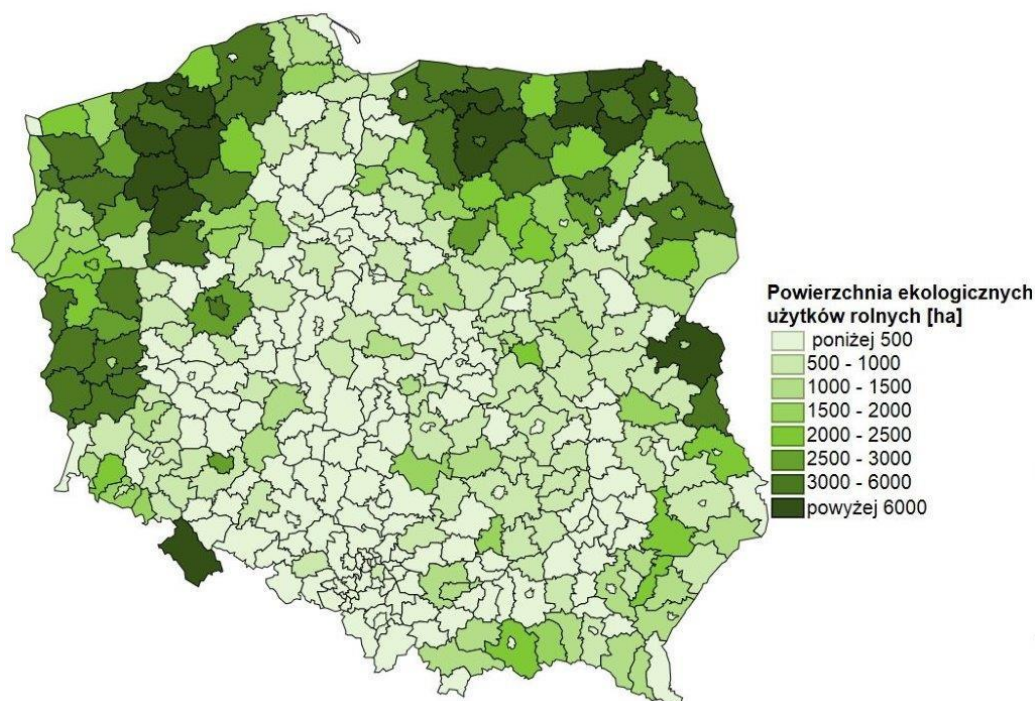 Powierzchnia ekologicznych
użytków rolnych [ha]
poniżej 500
500 - 1000
1000 - 1500
1500 - 2000
2000 - 2500
2500 - 3000
3000 - 6000
powyżej 6000